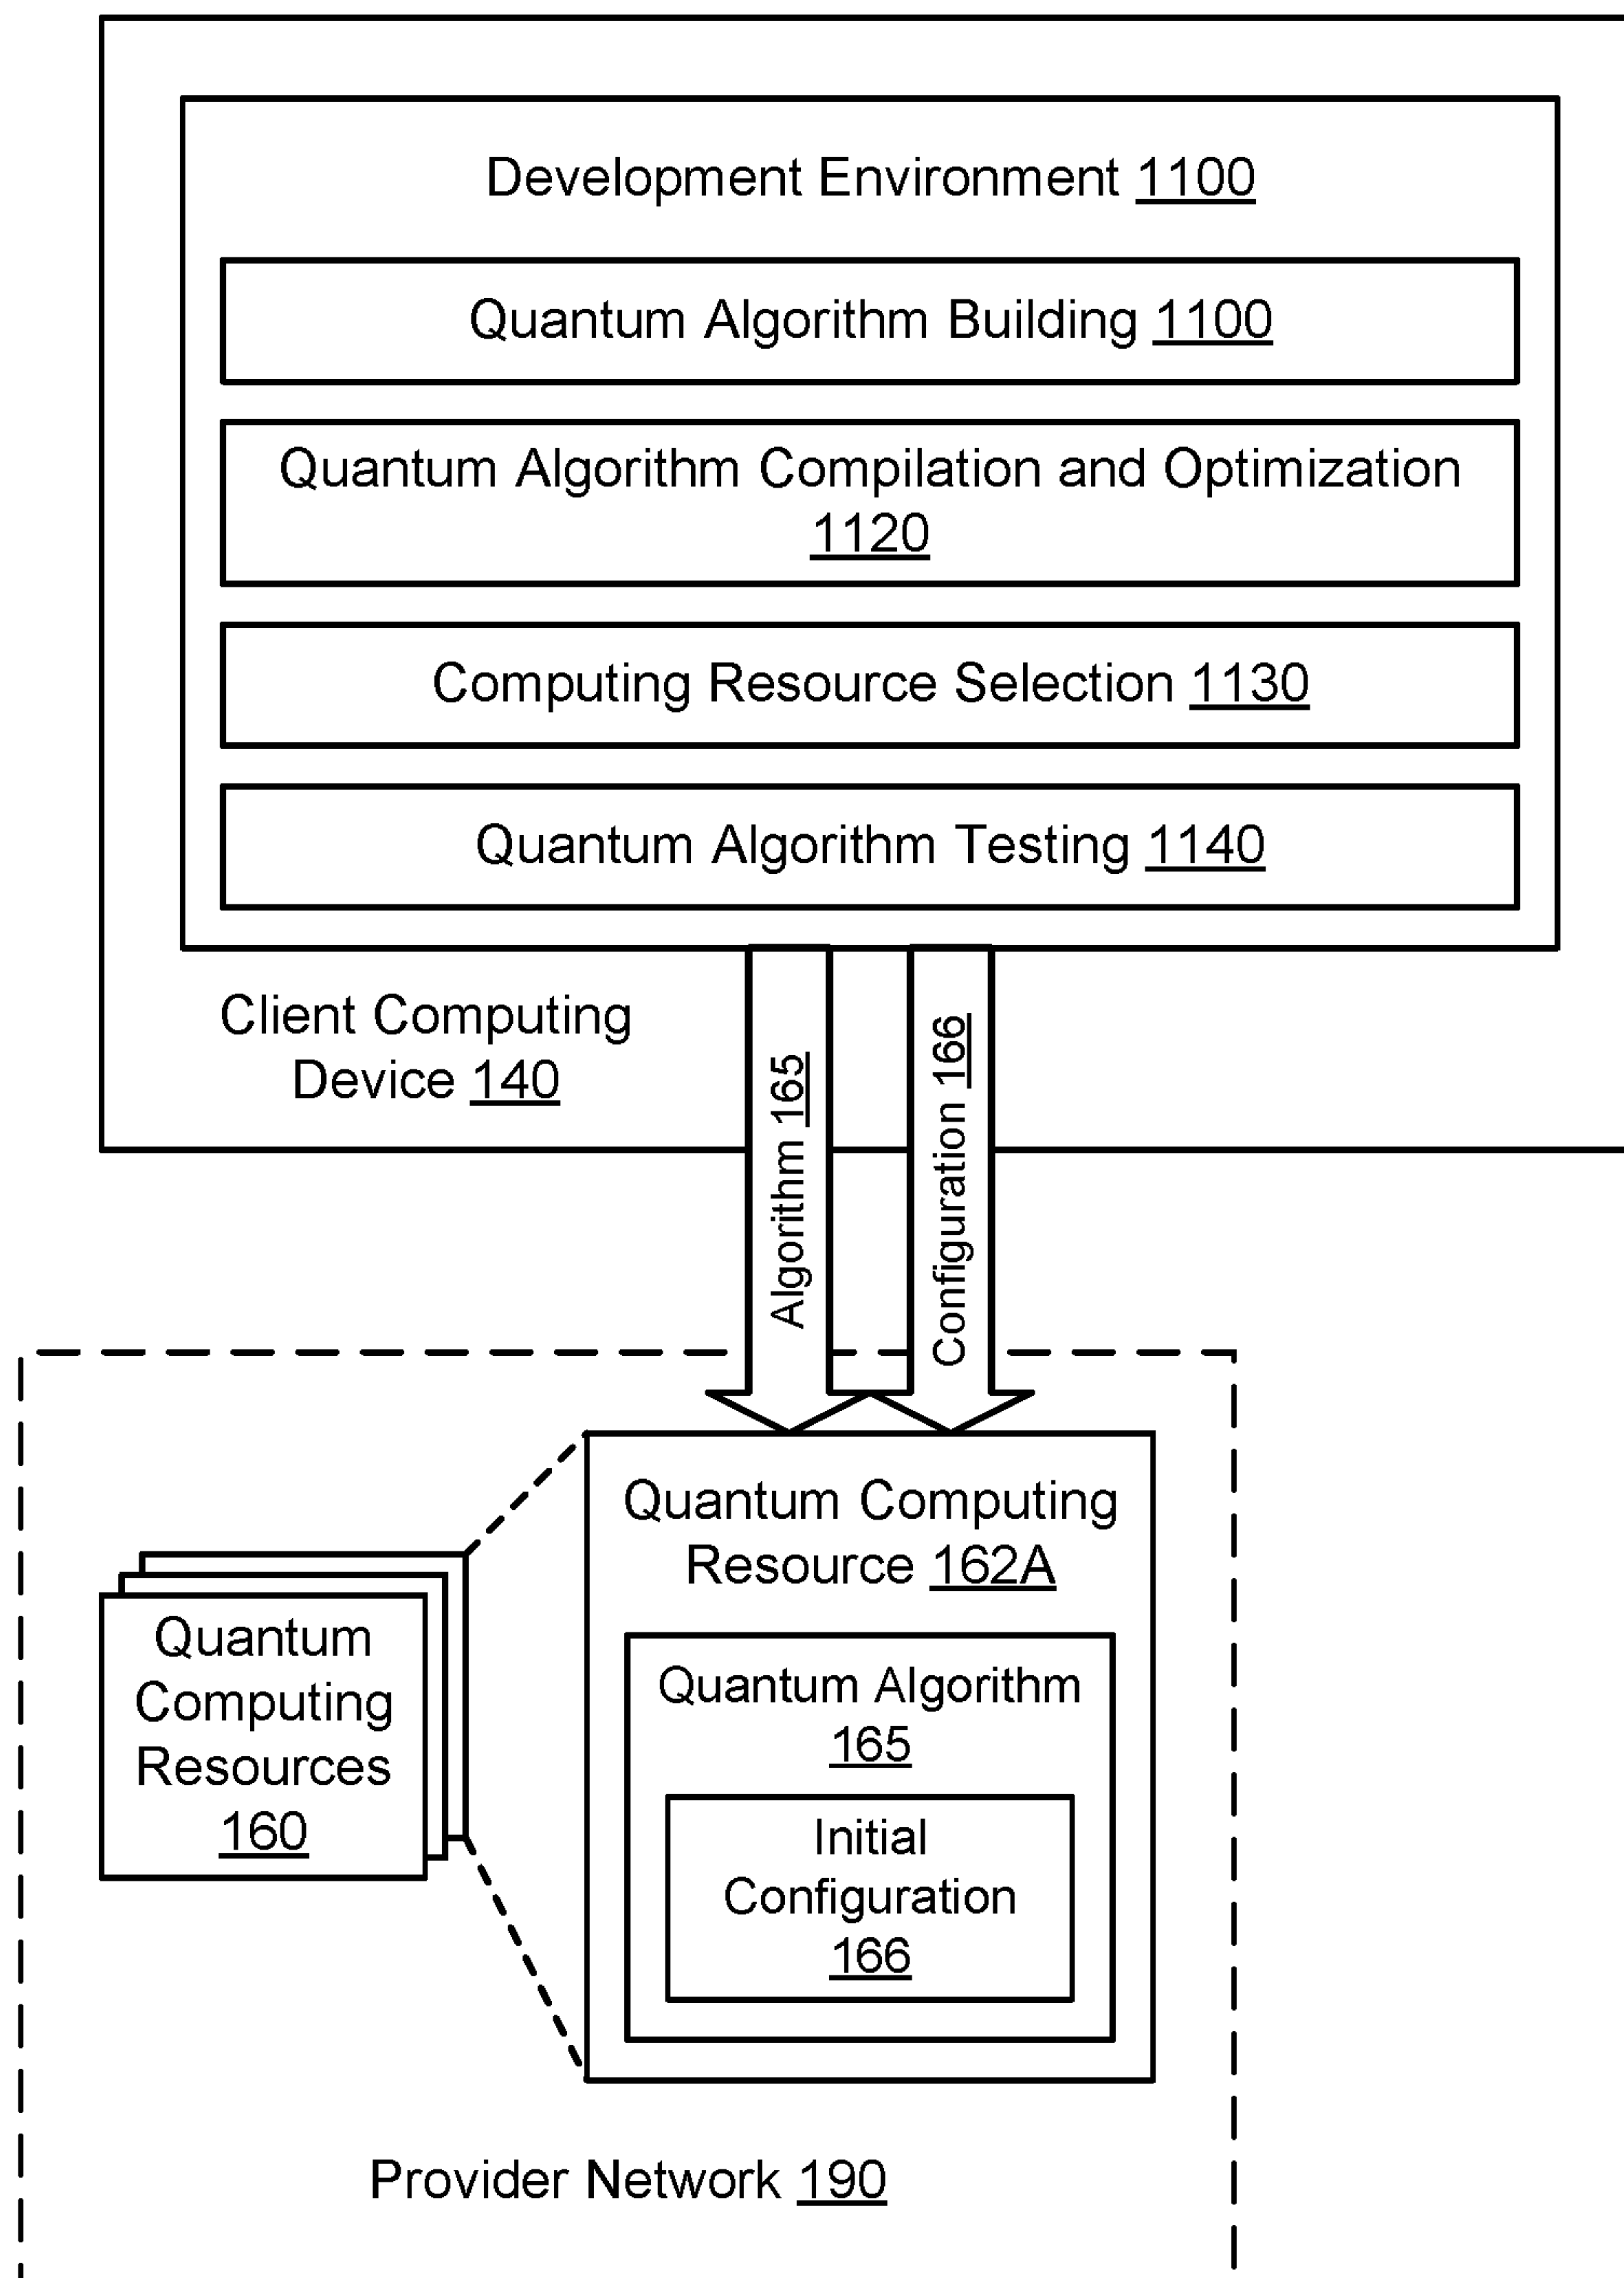 Development Environment 1100
Quantum Algorithm Building 1100
Quantum Algorithm Compilation and Optimization
1120
Computing Resource Selection 1130
Quantum Algorithm Testing 1140
Client Computing
Device 140
Algorithm 165
Configuration 166
Quantum Computing
Resource 162A
Quantum Algorithm
165
Initial
Configuration
166
Quantum
Computing
Resources
160
Provider Network 190